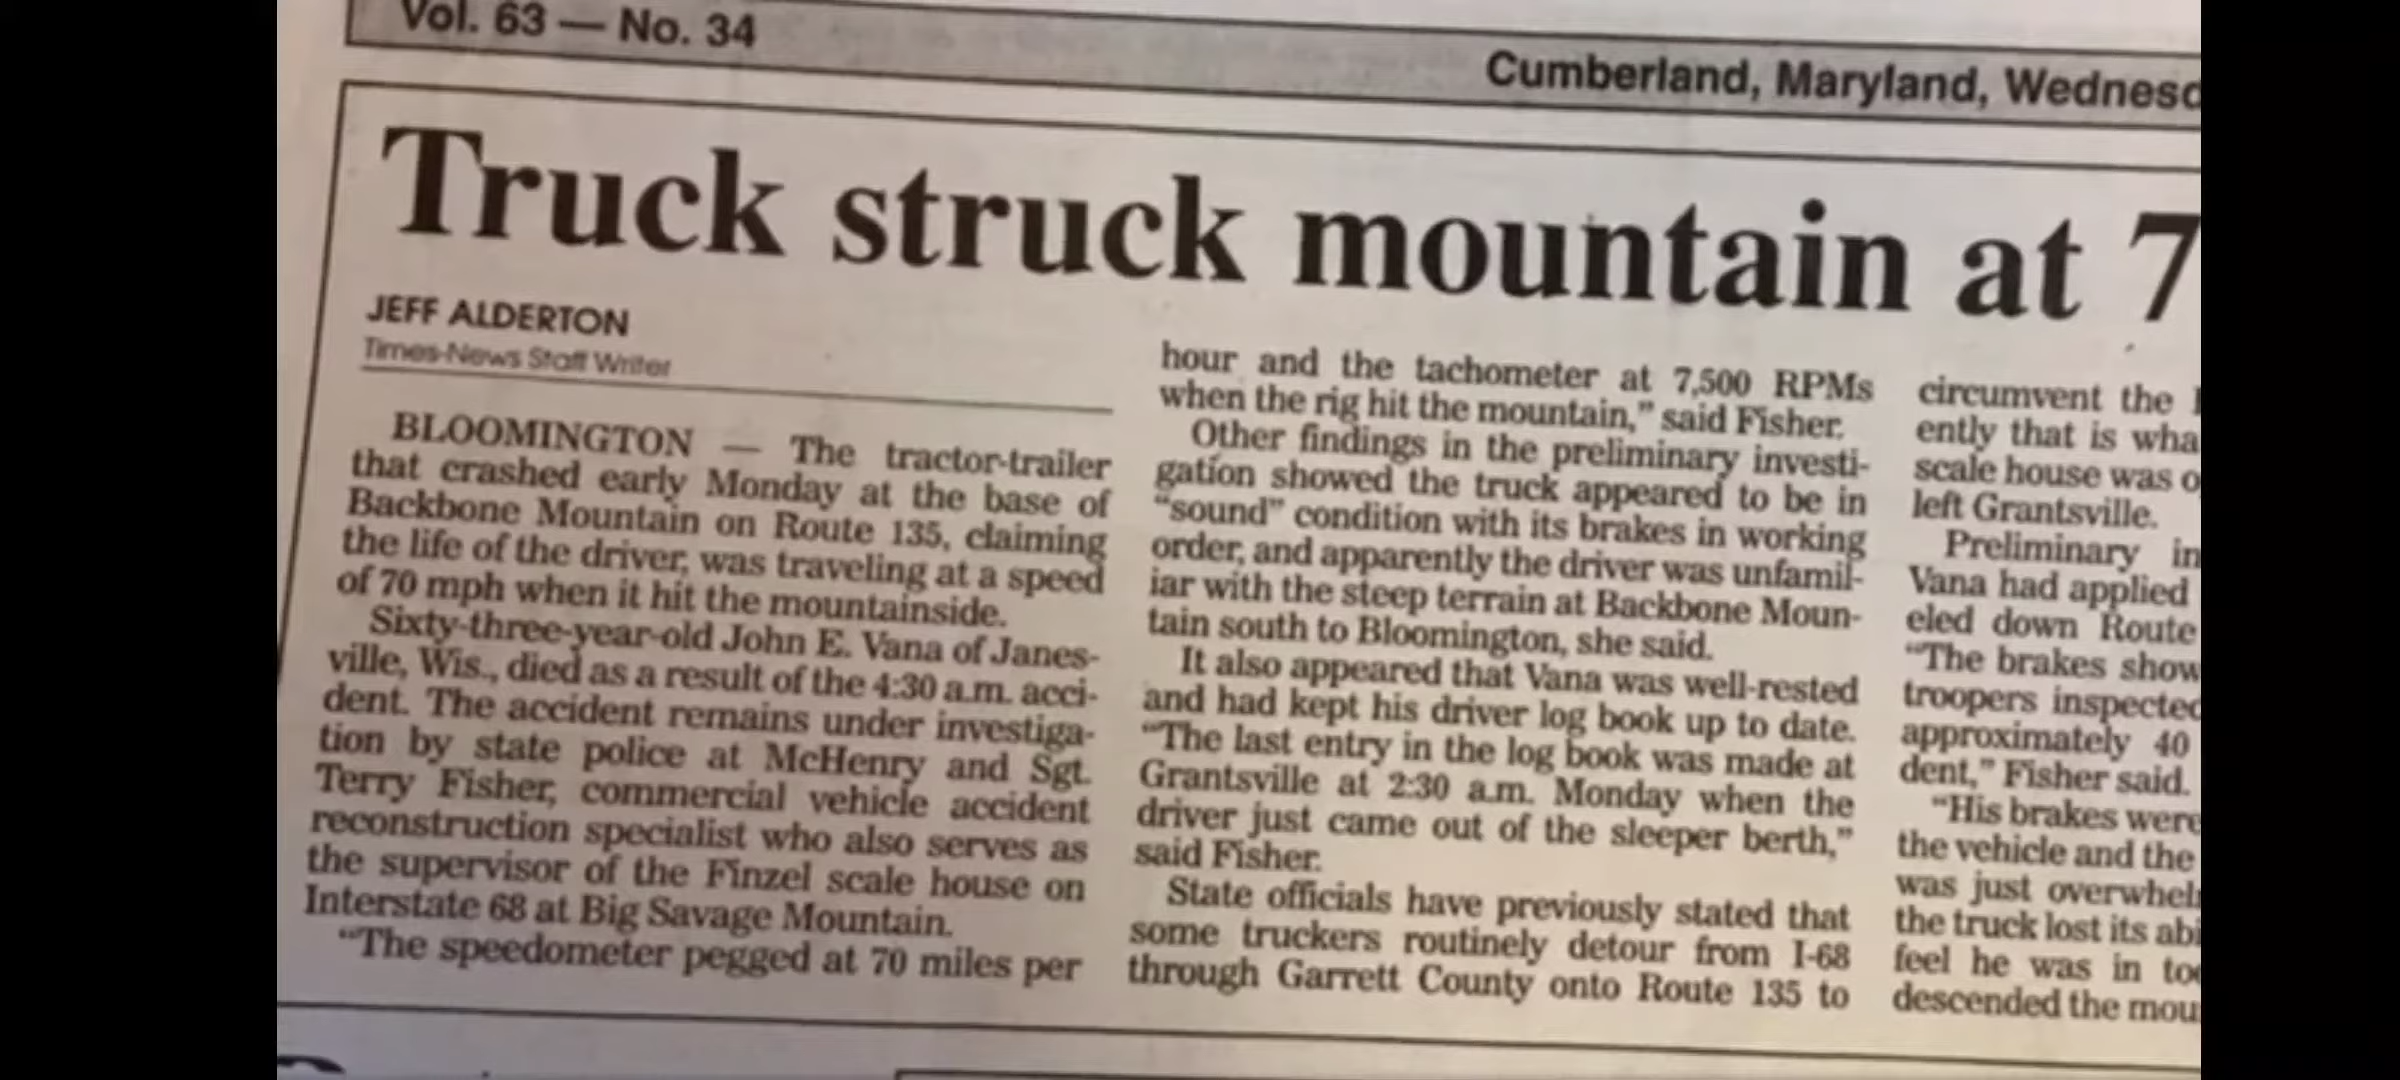 Vol. 63 — No. 34
Cumberland, Maryland, Wednesd
Truck struck mountain at 7
JEFF ALDERTON
Times-News Staff Writer
BLOOMINGTON — The tractor-trailer
that crashed early Monday at the base of
Backbone Mountain on Route 135, claiming
the life of the driver, was traveling at a speed
of 70 mph when it hit the mountainside.
Sixty-three-year-old John E. Vana of Janes-
ville, Wis., died as a result of the 4:30 a.m. acci-
dent. The accident remains under investiga-
tion by state police at McHenry and Sgt.
Terry Fisher, commercial vehicle accident
reconstruction specialist who also serves as
the supervisor of the Finzel scale house on
Interstate 68 at Big Savage Mountain.
“The speedometer pegged at 70 miles per
hour and the tachometer at 7,500 RPMs
when the rig hit the mountain,” said Fisher.
Other findings in the preliminary investi-
gation showed the truck appeared to be in
“sound” condition with its brakes in working
order, and apparently the driver was unfamil-
iar with the steep terrain at Backbone Moun-
tain south to Bloomington, she said.
It also appeared that Vana was well-rested
and had kept his driver log book up to date.
“The last entry in the log book was made at
Grantsville at 2:30 a.m. Monday when the
driver just came out of the sleeper berth,”
said Fisher.
State officials have previously stated that
some truckers routinely detour from I-68
through Garrett County onto Route 135 to
circumvent the
ently that is wha
scale house was o
left Grantsville.
Preliminary in
Vana had applied
eled down Route
“The brakes show
troopers inspected
approximately 40
dent,” Fisher said.
“His brakes were
the vehicle and the
was just overwhel
the truck lost its abi
feel he was in to
descended the mou